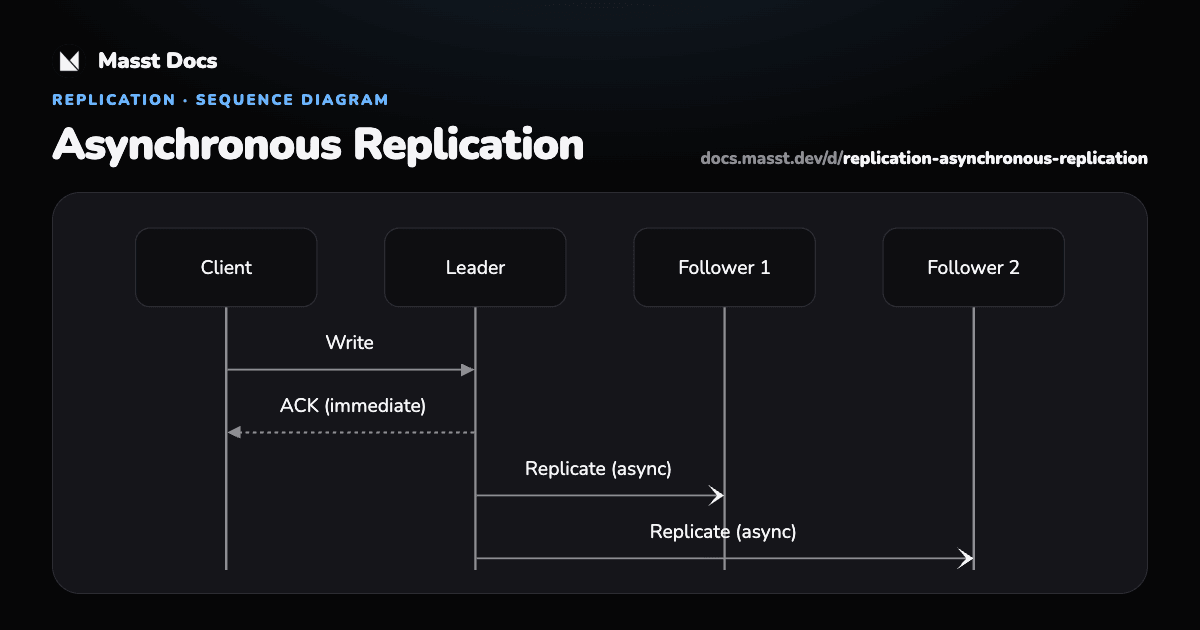 Masst Docs
REPLICATION · SEQUENCE DIAGRAM
Asynchronous Replication
docs.masst.dev/d/replication-asynchronous-replication
Client
Leader
Follower 1
Follower 2
Write
ACK (immediate)
Replicate (async)
Replicate (async)